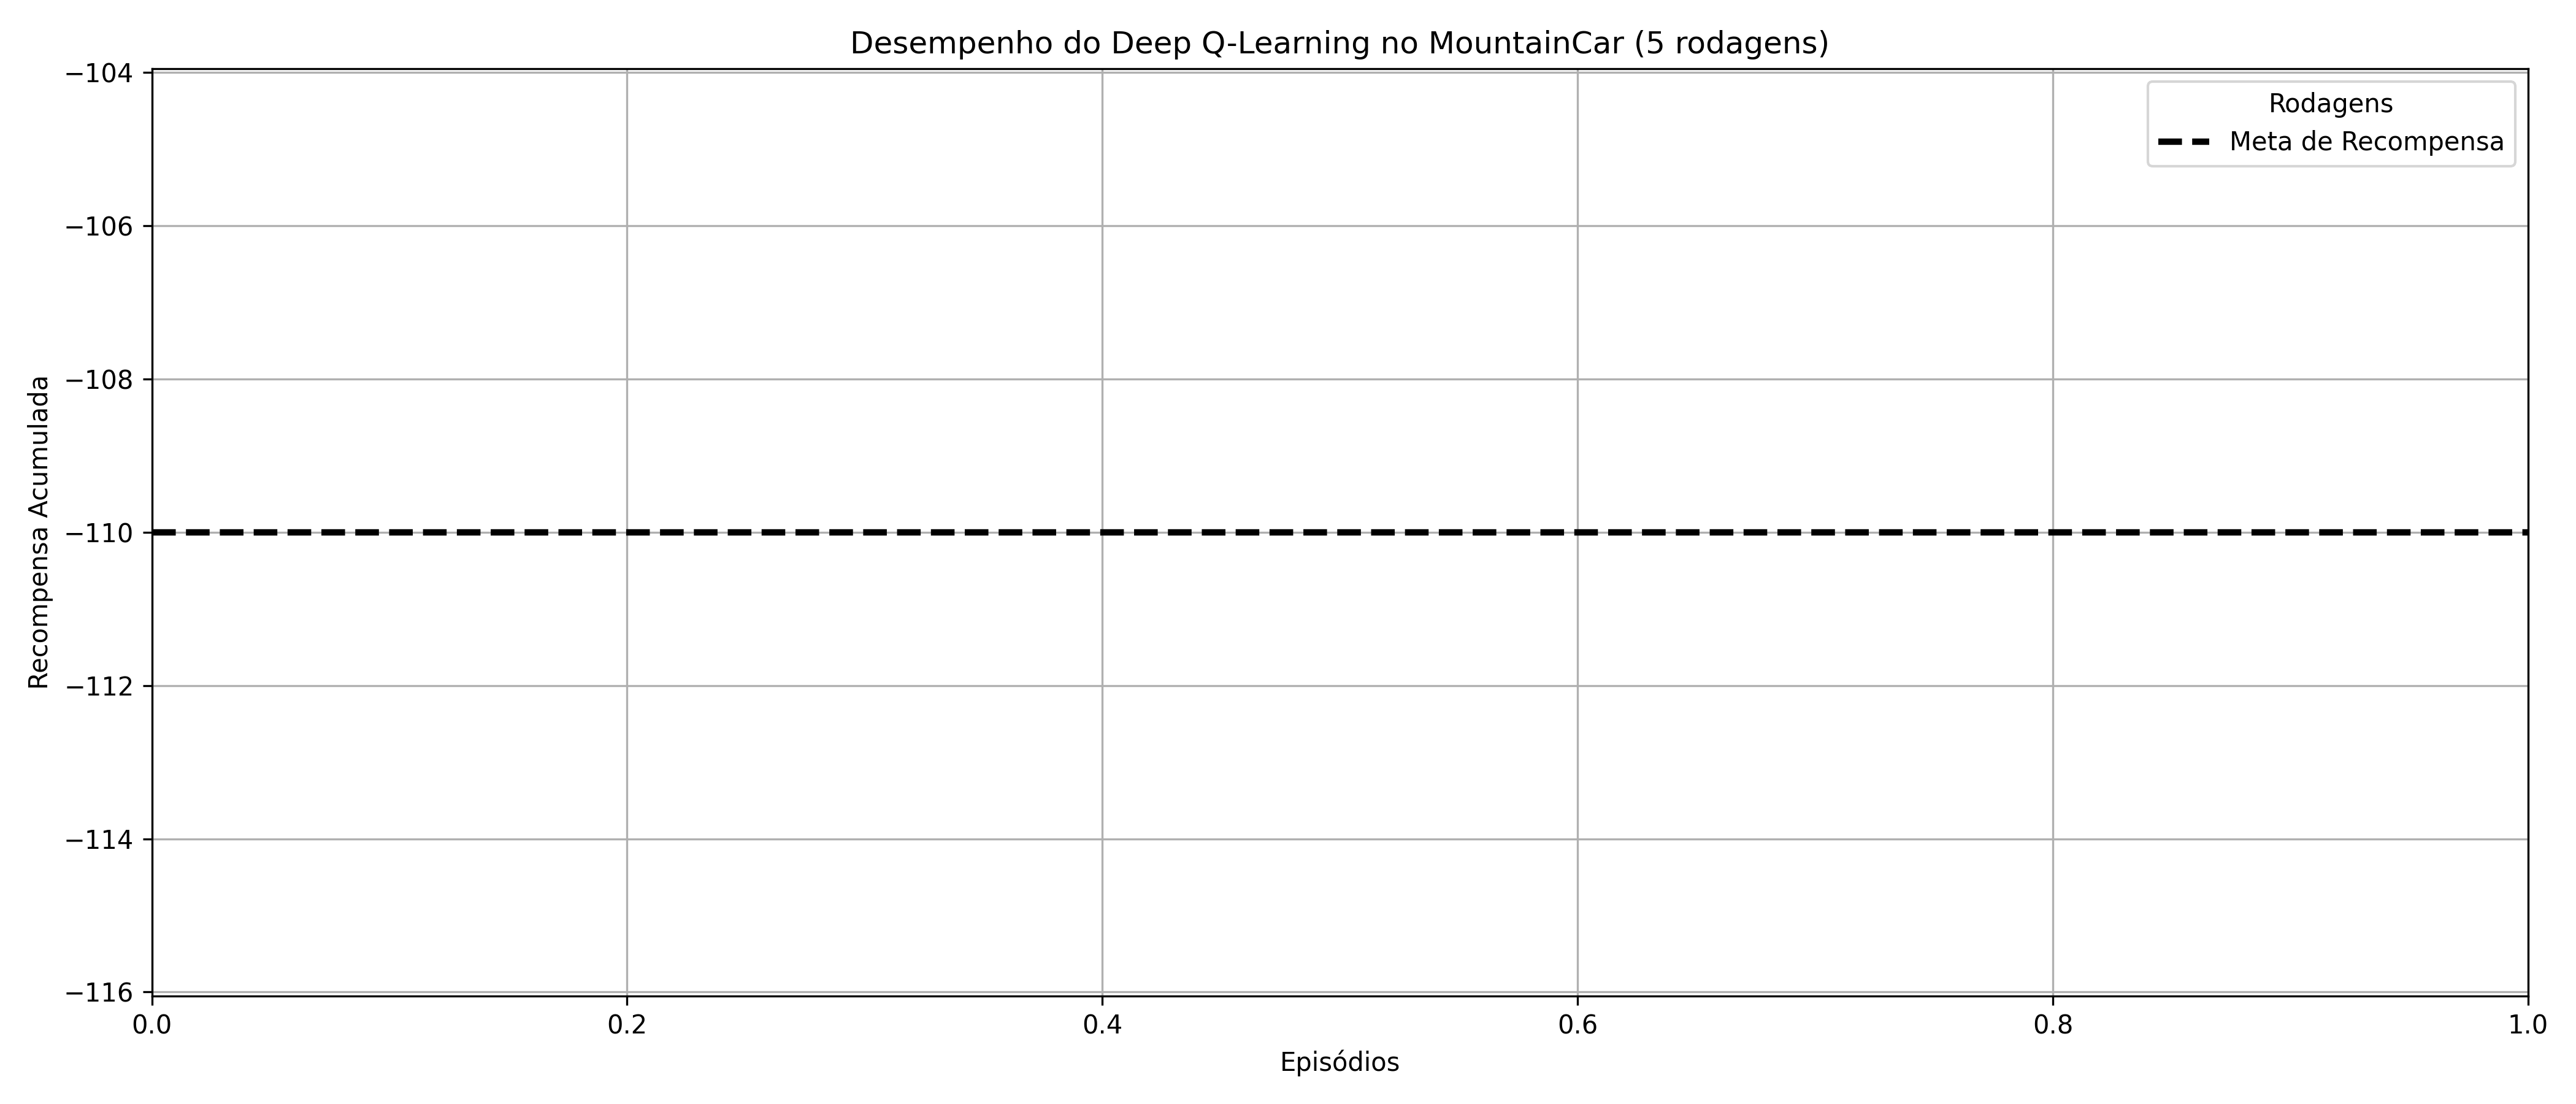 Desempenho do Deep Q-Learning no MountainCar (5 rodagens)
Rodagens
Meta de Recompensa
Recompensa Acumulada
−104
−106
−108
−110
−112
−114
−116
0.0 0.2 0.4 0.6 0.8 1.0
Episódios